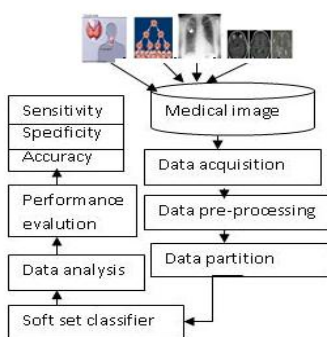 Medical image
Data acquisition
Data pre-processing
Data partition
Soft set classifier
Data analysis
Performance
evalution
Sensitivity
Specificity
Accuracy